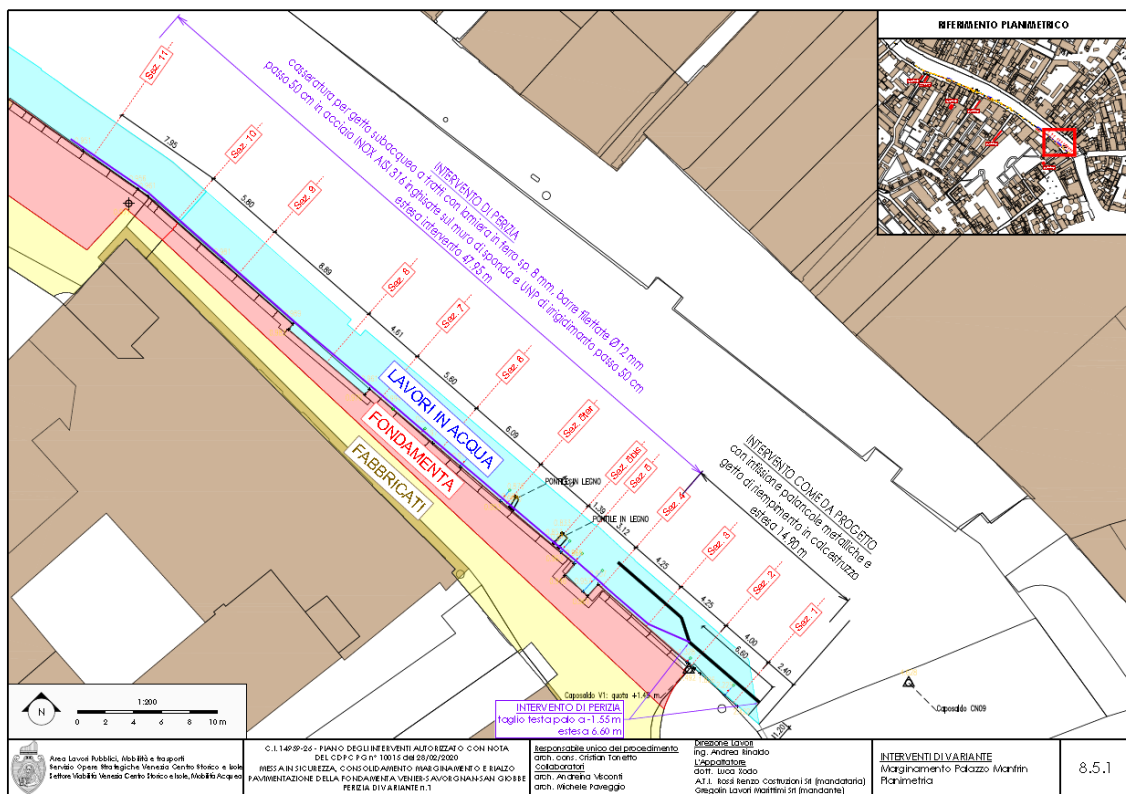 RIFERIMENTO PLANIMETRICO
Sez. 11
Sez. 10
Sez. 9
Sez. 8
Sez. 7
Sez. 6
Sez. 5ter
Sez. 5bis
Sez. 5
Sez. 4
Sez. 3
Sez. 2
Sez. 1
7.95
5.80
8.89
4.61
5.60
6.09
1.39
3.12
4.25
4.25
4.00
6.60
2.40
INTERVENTO DI PERIZIA
casseratura per getto subacqueo a tratti con lamiera in ferro sp. 8 mm, barre filettate Ø12 mm
passo 50 cm in acciaio INOX AISI 316 inghisate sul muro di sponda e UNP di irrigidimanto passo 50 cm
estesa intervento 47.95 m
INTERVENTO COME DA PROGETTO
con infissione palancole metalliche e
getto di riempimento in calcestruzzo
estesa 14.90 m
LAVORI IN ACQUA
FONDAMENTA
FABBRICATI
PONTILE IN LEGNO
PONTILE IN LEGNO
Caposaldo V1: quota +1.4
Caposaldo CN09
INTERVENTO DI PERIZIA
taglio testa palo a -1.55 m
estesa 6.60 m
N
1:200
0 2 4 6 8 10 m
Area Lavori Pubblici, Mobilità e trasporti
Servizio Opere Strategiche Venezia Centro Storico e Isole
Settore Viabilità Venezia Centro Storico e Isole, Mobilità Acquea
C.I. 14959-26 - PIANO DEGLI INTERVENTI AUTORIZZATO CON NOTA
DEL CDPC PG n° 10015 del 28/02/2020
MESSA IN SICUREZZA, CONSOLIDAMENTO MARGINAMENTO E RIALZO
PAVIMENTAZIONE DELLA FONDAMENTA VENIER-SAVORGNAN-SAN GIOBBE
PERIZIA DI VARIANTE n.1
Responsabile unico del procedimento
arch. cons. Cristian Tonetto
Collaboratori
arch. Andreina Visconti
arch. Michele Paveggio
Direzione Lavori
ing. Andrea Rinaldo
L'Appaltatore
dott. Luca Xodo
A.T.I. Rossi Renzo Costruzioni Srl (mandataria)
Gregolin Lavori Marittimi Srl (mandante)
INTERVENTI DI VARIANTE
Marginamento Palazzo Manfrin
Planimetria
8.5.1